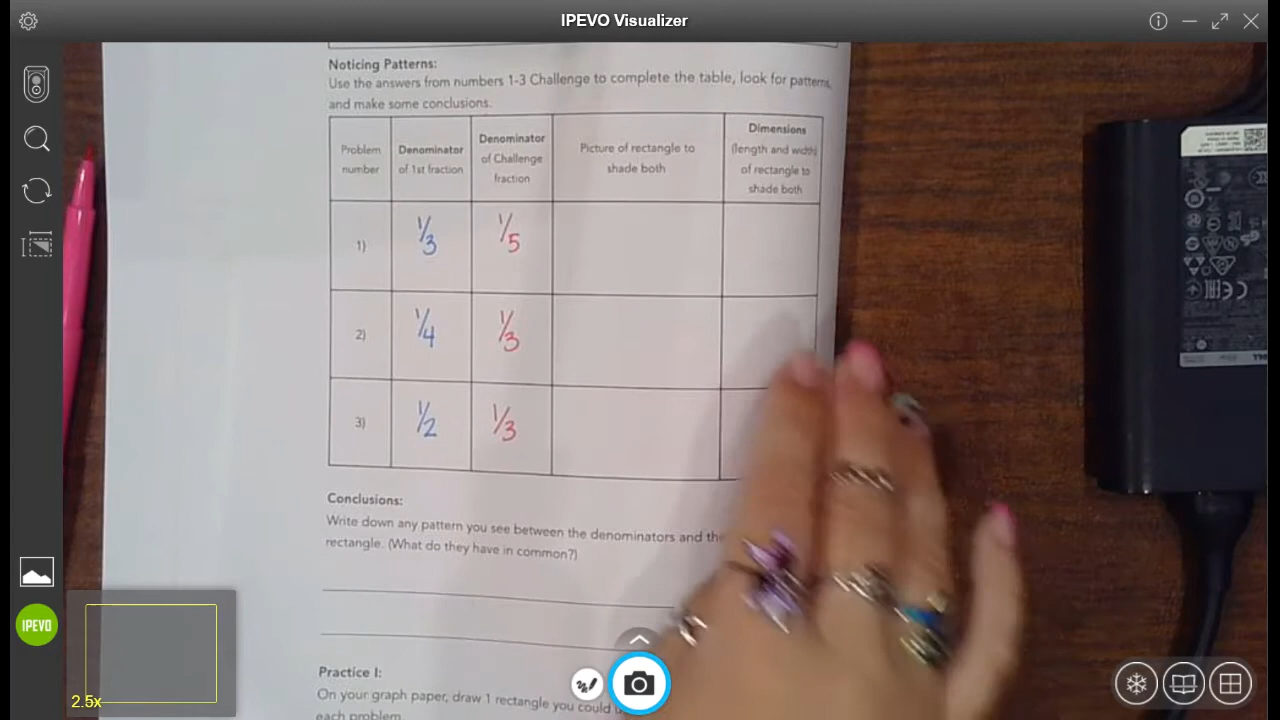 IPEVO Visualizer
Noticing Patterns:
Use the answers from numbers 1-3 Challenge to complete the table, look for patterns,
and make some conclusions.
Problem number
Denominator of 1st fraction
Denominator of Challenge fraction
Picture of rectangle to shade both
Dimensions (length and width) of rectangle to shade both
1) 1/3 1/5
2) 1/4 1/3
3) 1/2 1/3
Conclusions:
Write down any pattern you see between the denominators and the
rectangle. (What do they have in common?)
Practice I:
On your graph paper, draw 1 rectangle you could
each problem
IPEVO
2.5x